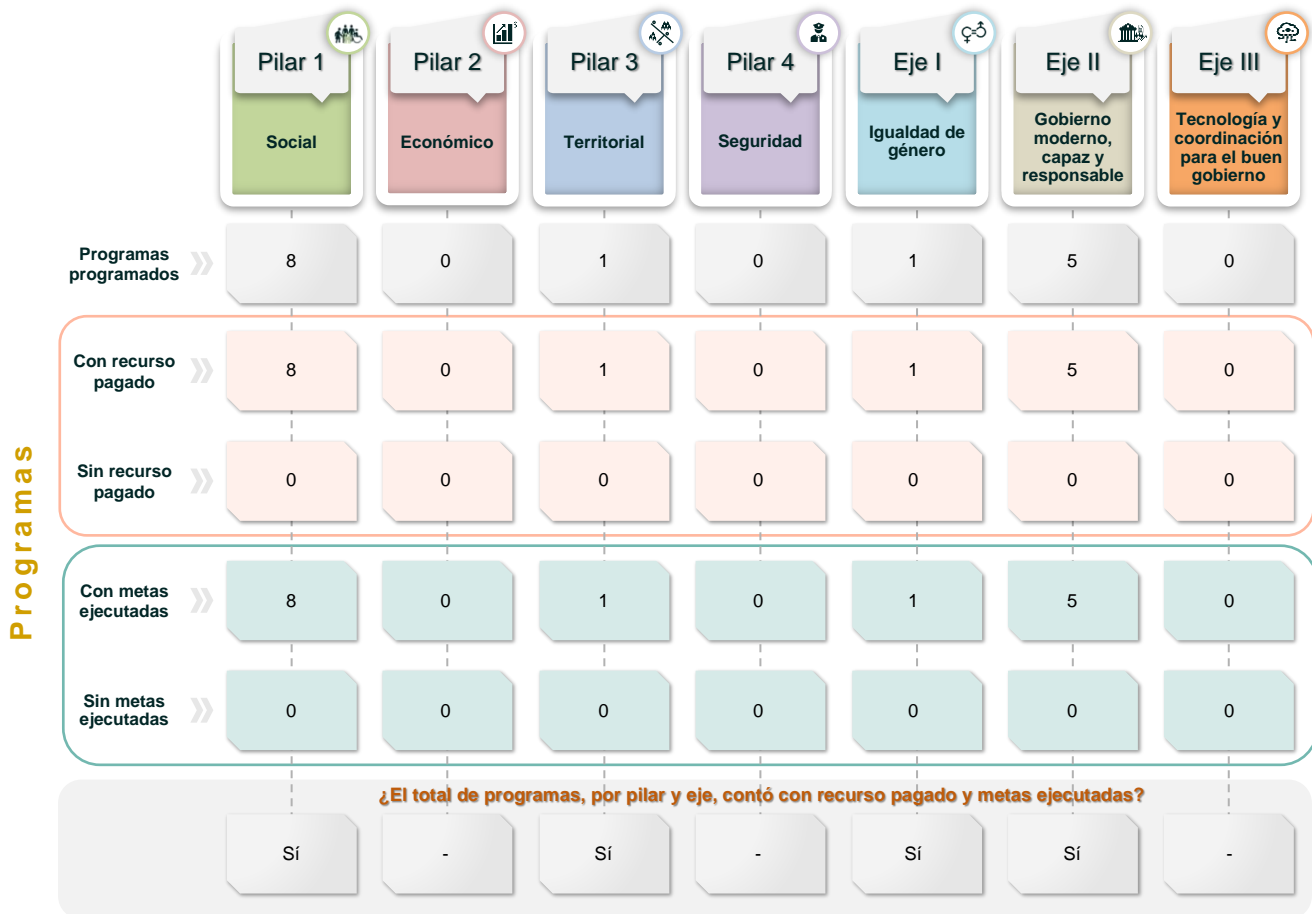 Pilar 1
Pilar 2
Pilar 3
Pilar 4
Eje I
Eje II
Eje III
Social
Económico
Territorial
Seguridad
Igualdad de
género
Gobierno
moderno,
capaz y
responsable
Tecnología y
coordinación
para el buen
gobierno
Programas
Programas
programados
8 0 1 0 1 5 0
Con recurso
pagado
8 0 1 0 1 5 0
Sin recurso
pagado
0 0 0 0 0 0 0
Con metas
ejecutadas
8 0 1 0 1 5 0
Sin metas
ejecutadas
0 0 0 0 0 0 0
¿El total de programas, por pilar y eje, contó con recurso pagado y metas ejecutadas?
Sí - Sí - Sí Sí -